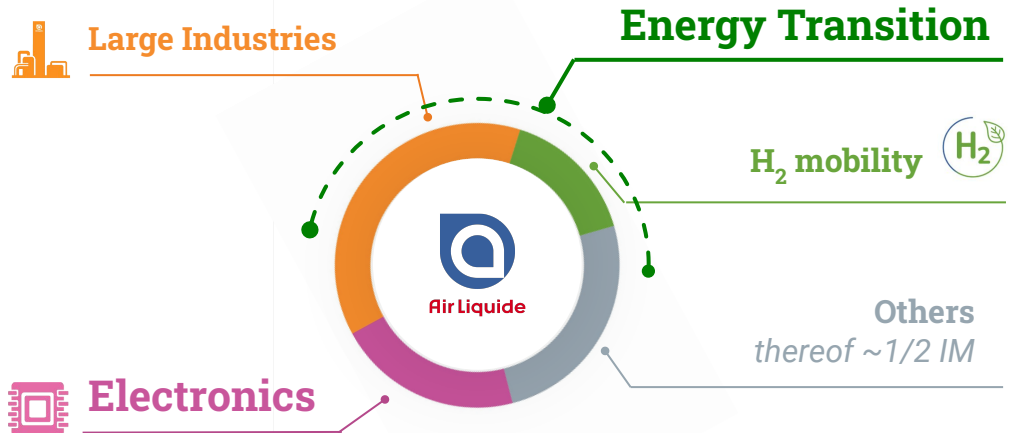 Large Industries
Energy Transition
H₂ mobility
H₂
Air Liquide
Others
thereof ~1/2 IM
Electronics